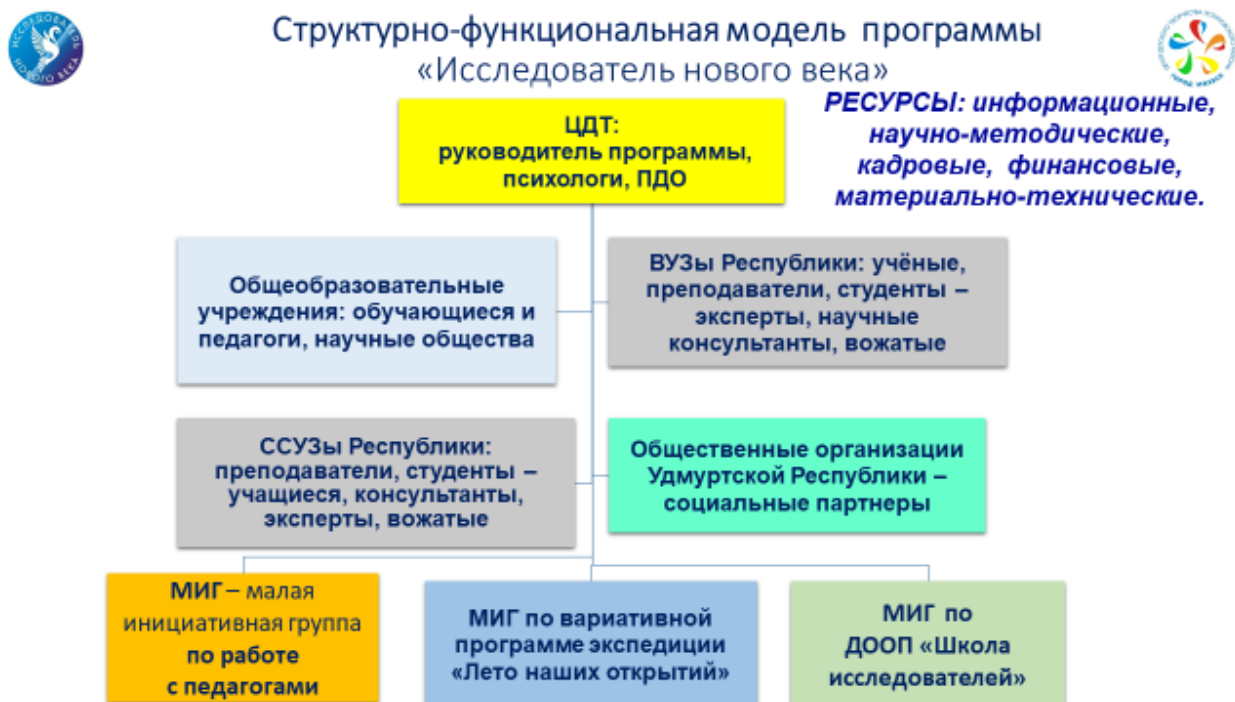 Структурно-функциональная модель программы
«Исследователь нового века»
ИССЛЕДОВАТЕЛЬ
НОВОГО ВЕКА
РЕСУРСЫ: информационные,
научно-методические,
кадровые, финансовые,
материально-технические.
ЦДТ:
руководитель программы,
психологи, ПДО
Общеобразовательные
учреждения: обучающиеся и
педагоги, научные общества
ВУЗы Республики: учёные,
преподаватели, студенты –
эксперты, научные
консультанты, вожатые
ССУЗы Республики:
преподаватели, студенты –
учащиеся, консультанты,
эксперты, вожатые
Общественные организации
Удмуртской Республики –
социальные партнеры
МИГ – малая
инициативная группа
по работе
с педагогами
МИГ по вариативной
программе экспедиции
«Лето наших открытий»
МИГ по
ДООП «Школа
исследователей»